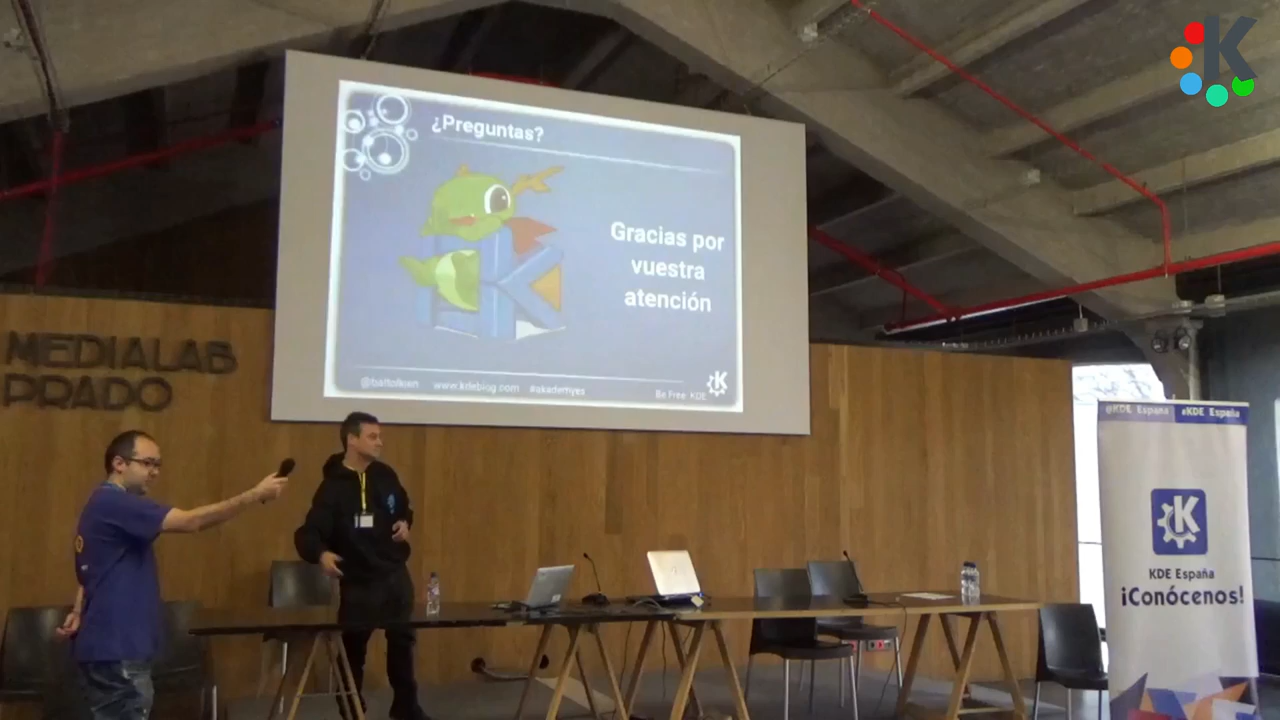 ¿Preguntas?
Gracias por
vuestra
atención
@baltolkien www.kdeblog.com #akademyes
Be Free KDE
MEDIALAB
PRADO
@KDE España #KDE España
KDE España
¡Conócenos!